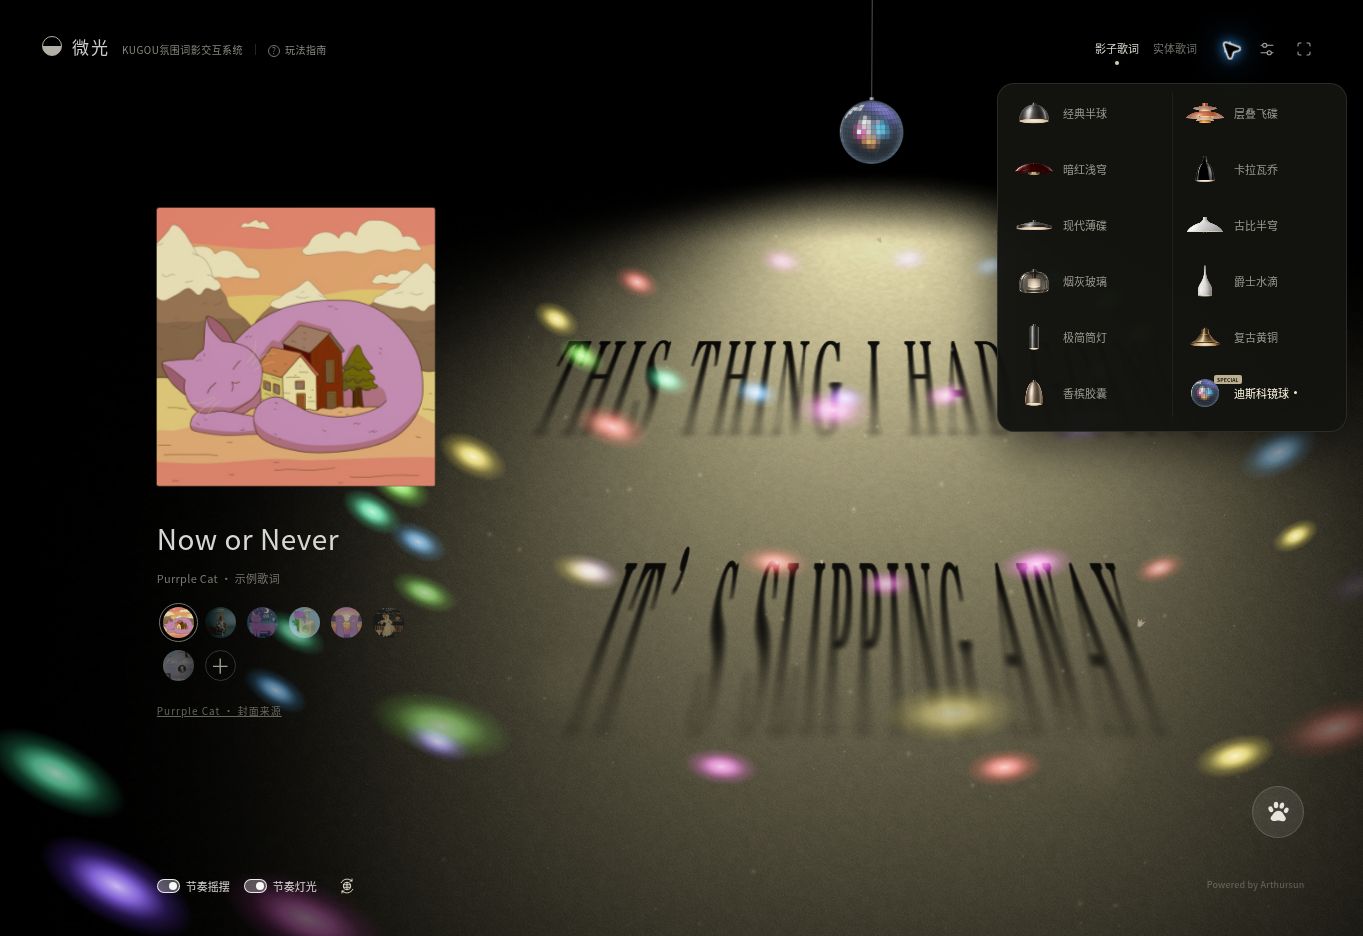 微光
KUGOU氛围词影交互系统
? 玩法指南
影子歌词
实体歌词
经典半球
层叠飞碟
暗红浅穹
卡拉瓦乔
现代薄碟
古比半穹
烟灰玻璃
爵士水滴
极简筒灯
复古黄铜
香槟胶囊
SPECIAL
迪斯科镜球
THIS THING I HAD
IT'S SLIPPING AWAY
Now or Never
Purrple Cat · 示例歌词
Purrple Cat · 封面来源
节奏摇摆
节奏灯光
Powered by Arthursun